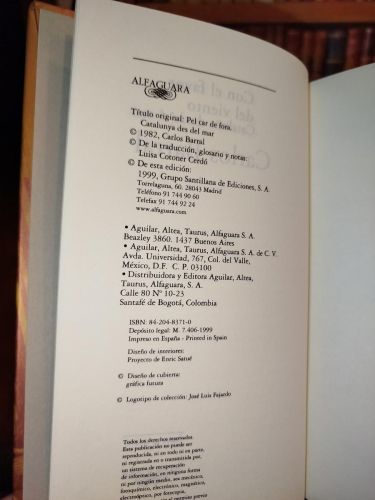 ALFAGUARA
Título original: Pel car de fora.
Catalunya des del mar
© 1982, Carlos Barral
© De la traducción, glosario y notas:
Luisa Cotoner Cerdó
© De esta edición:
1999, Grupo Santillana de Ediciones, S. A.
Torrelaguna, 60. 28043 Madrid
Teléfono 91 744 90 60
Telefax 91 744 92 24
www.alfaguara.com
• Aguilar, Altea, Taurus, Alfaguara S. A.
Beazley 3860. 1437 Buenos Aires
• Aguilar, Altea, Taurus, Alfaguara S. A. de C. V.
Avda. Universidad, 767, Col. del Valle,
México, D.F. C. P. 03100
• Distribuidora y Editora Aguilar, Altea,
Taurus, Alfaguara, S. A.
Calle 80 Nº 10-23
Santafé de Bogotá, Colombia
ISBN: 84-204-8371-0
Depósito legal: M. 7.406-1999
Impreso en España - Printed in Spain
Diseño de interiores:
Proyecto de Enric Satué
© Diseño de cubierta:
gráfica futura
© Logotipo de colección: José Luis Fajardo
Todos los derechos reservados.
Esta publicación no puede ser
reproducida, ni en todo ni en parte,
ni registrada en o transmitida por,
un sistema de recuperación
de información, en ninguna forma
ni por ningún medio, sea mecánico,
fotoquímico, electrónico, magnético,
electroóptico, por fotocopia,
Con el
del viento